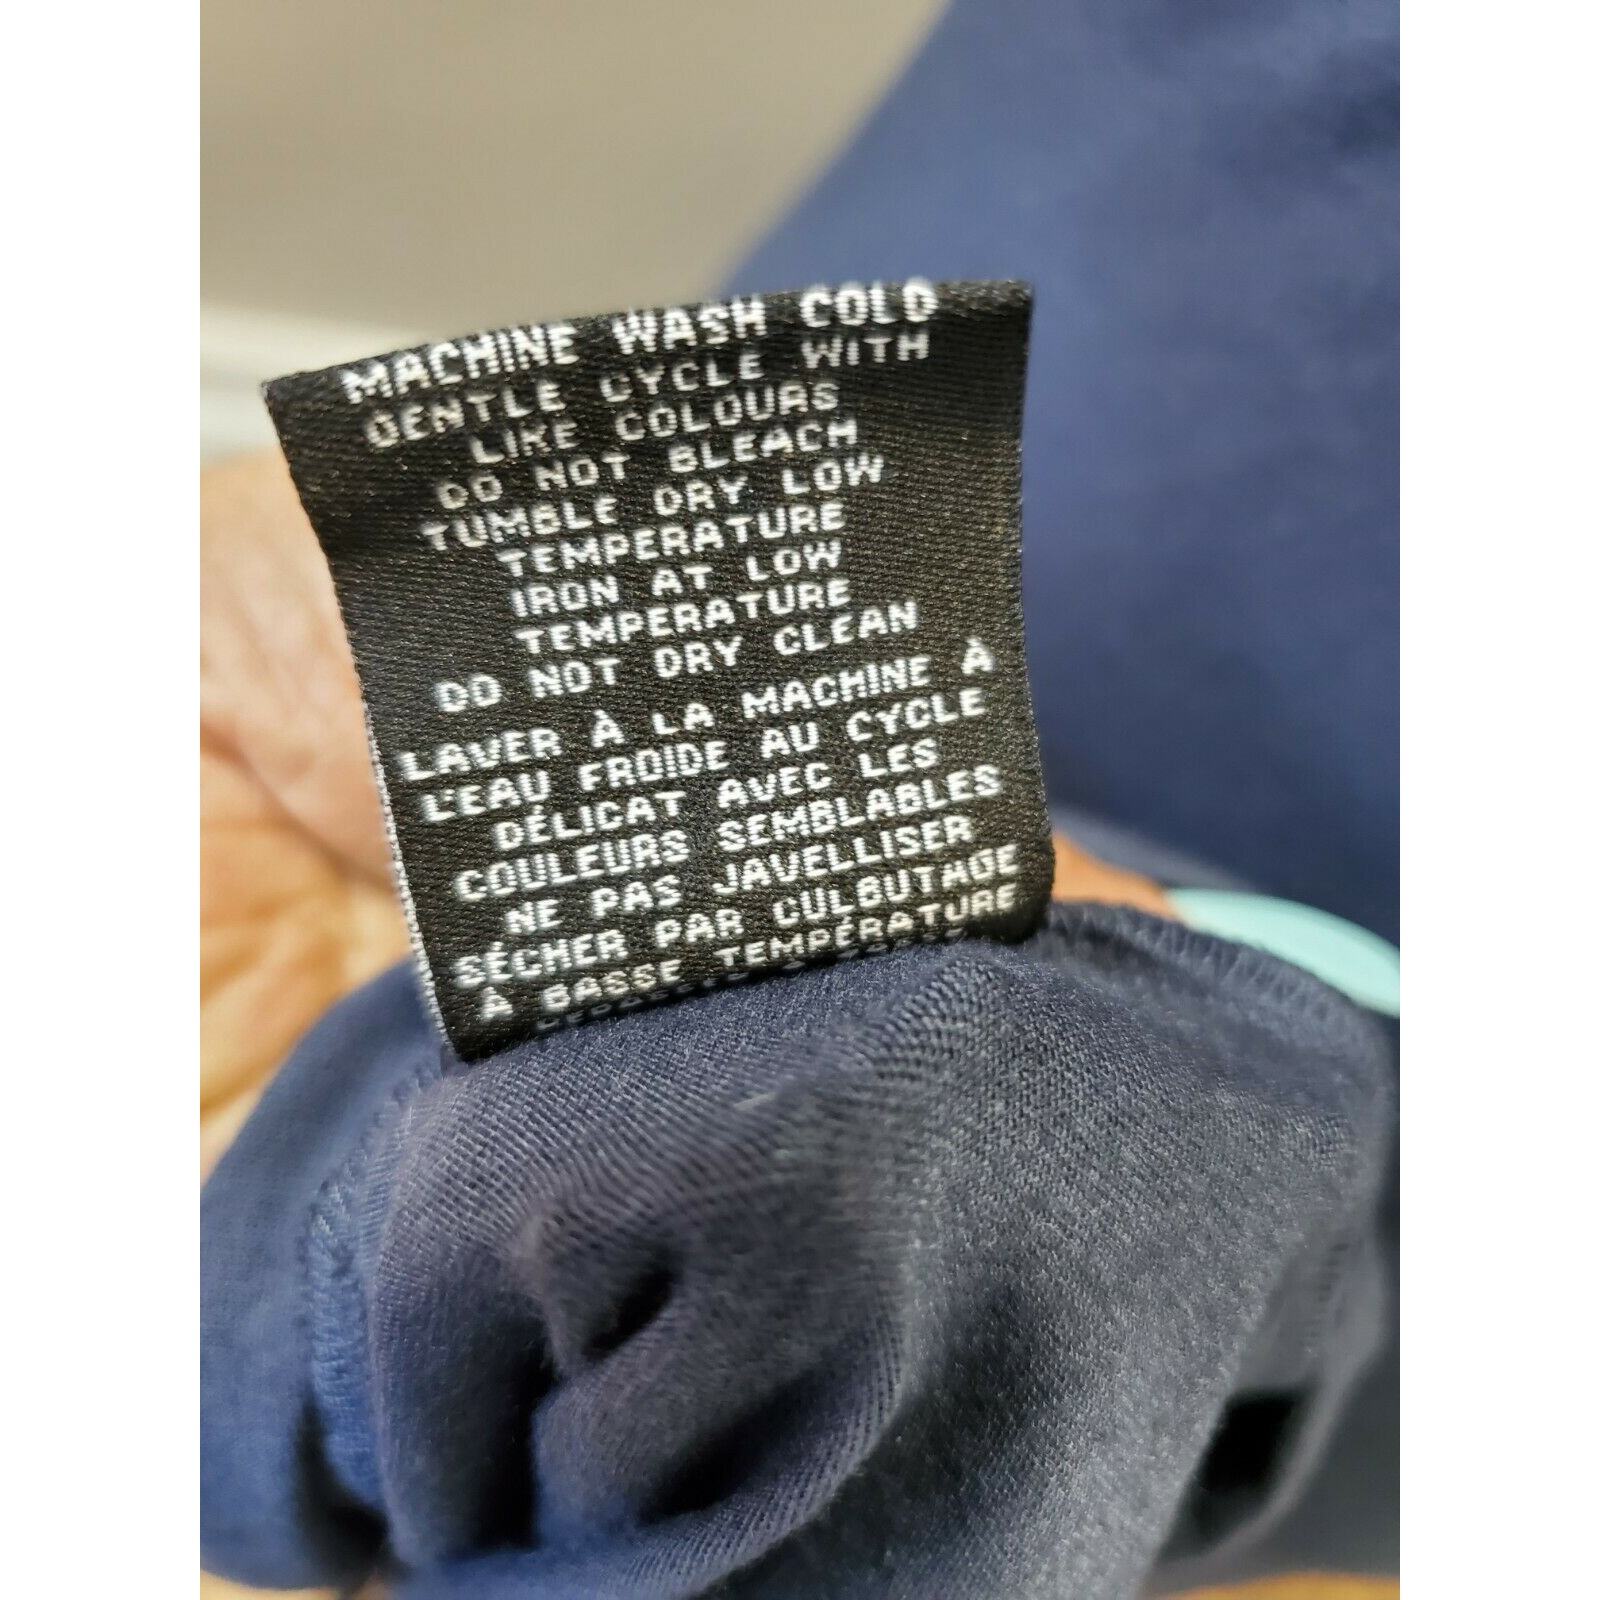 MACHINE WASH COLD
GENTLE CYCLE WITH
LIKE COLOURS
DO NOT BLEACH
TUMBLE DRY LOW
TEMPERATURE
IRON AT LOW
TEMPERATURE
DO NOT DRY CLEAN
LAVER À LA MACHINE À
L'EAU FROIDE AU CYCLE
DÉLICAT AVEC LES
COULEURS SEMBLABLES
NE PAS JAVELLISER
SÉCHER PAR CULBUTAGE
À BASSE TEMPÉRATURE